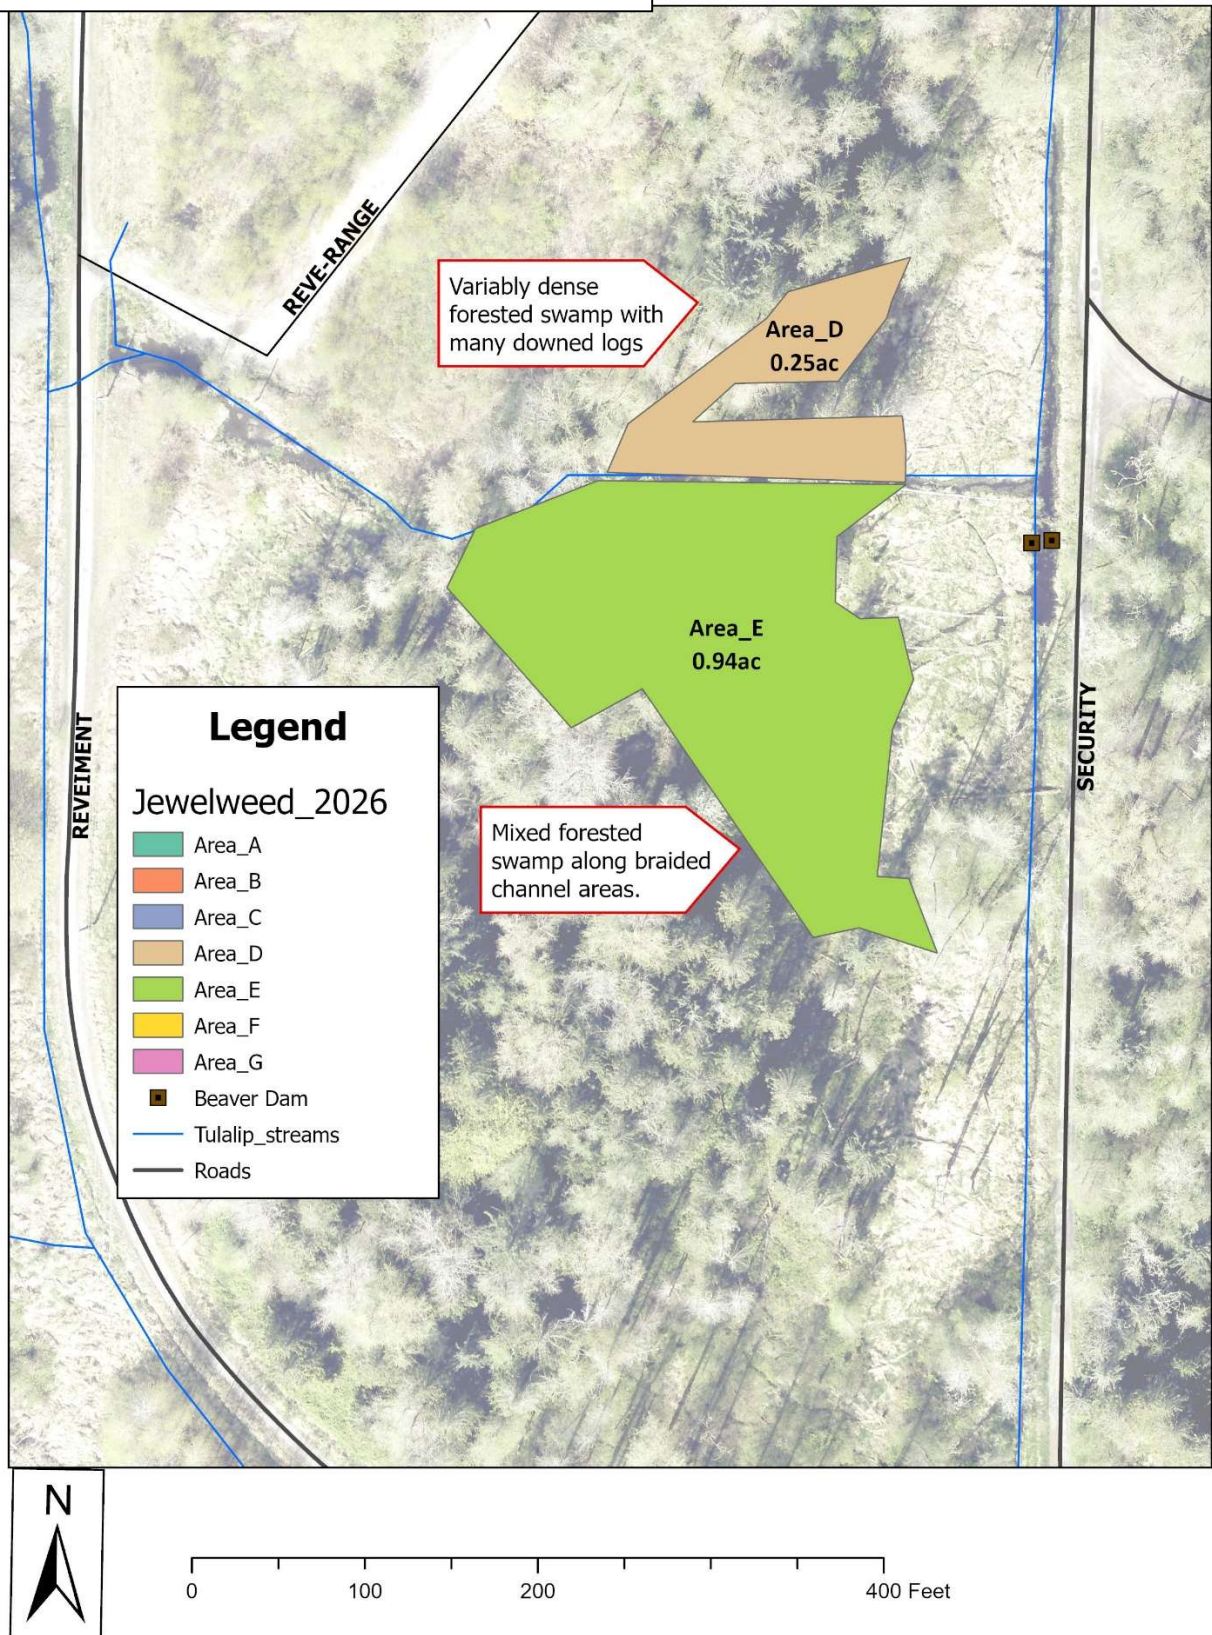 REVE-RANGE
Variably dense
forested swamp with
many downed logs
Area_D
0.25ac
Area_E
0.94ac
REVEIMENT
SECURITY
Legend
Jewelweed_2026
Area_A
Area_B
Area_C
Area_D
Area_E
Area_F
Area_G
Beaver Dam
Tulalip_streams
Roads
Mixed forested
swamp along braided
channel areas.
N
0 100 200 400 Feet